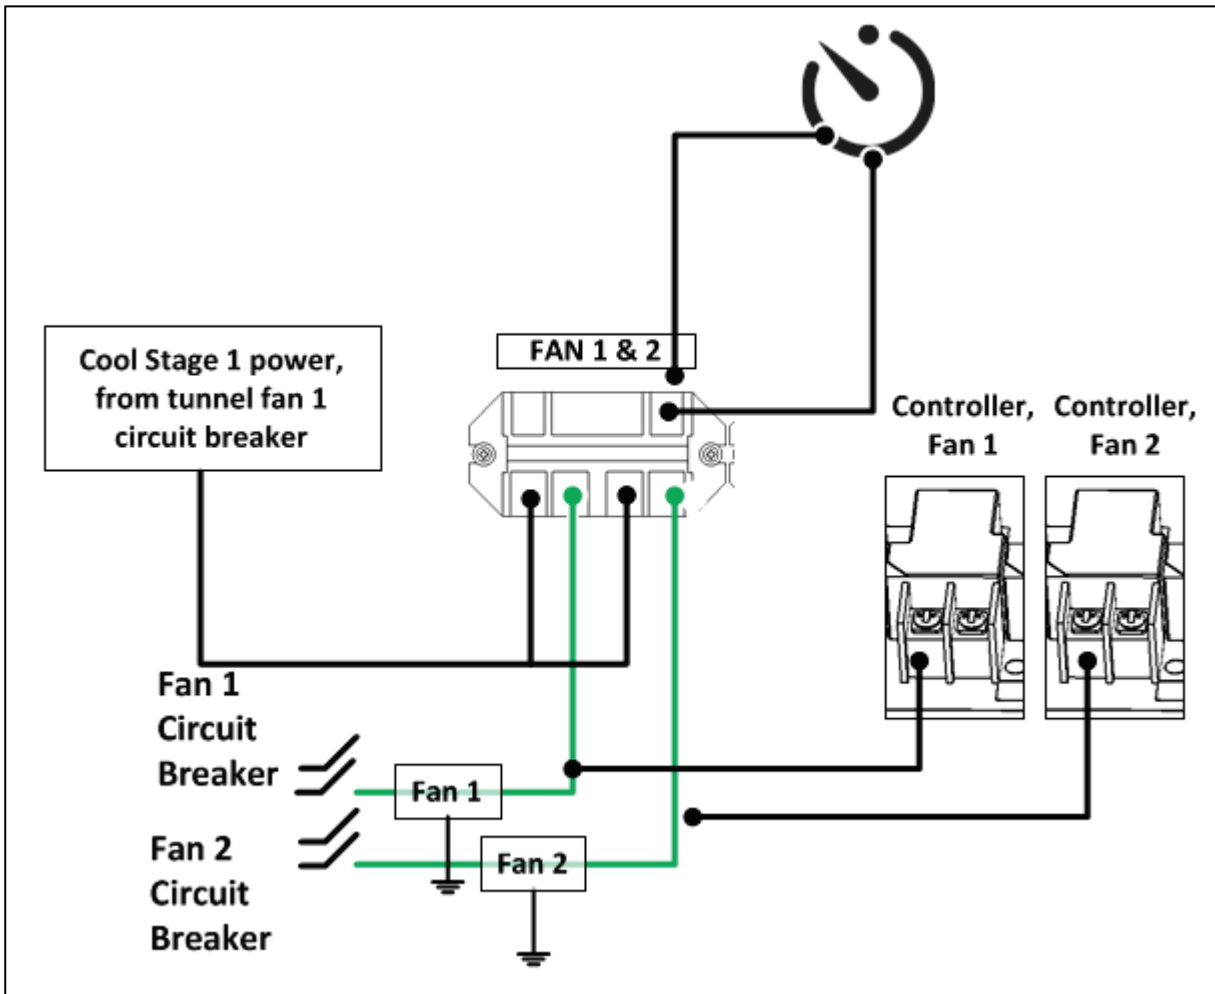 FAN 1 & 2
Cool Stage 1 power,
from tunnel fan 1
circuit breaker
Controller,
Fan 1
Controller,
Fan 2
Fan 1
Circuit
Breaker
Fan 1
Fan 2
Circuit
Breaker
Fan 2